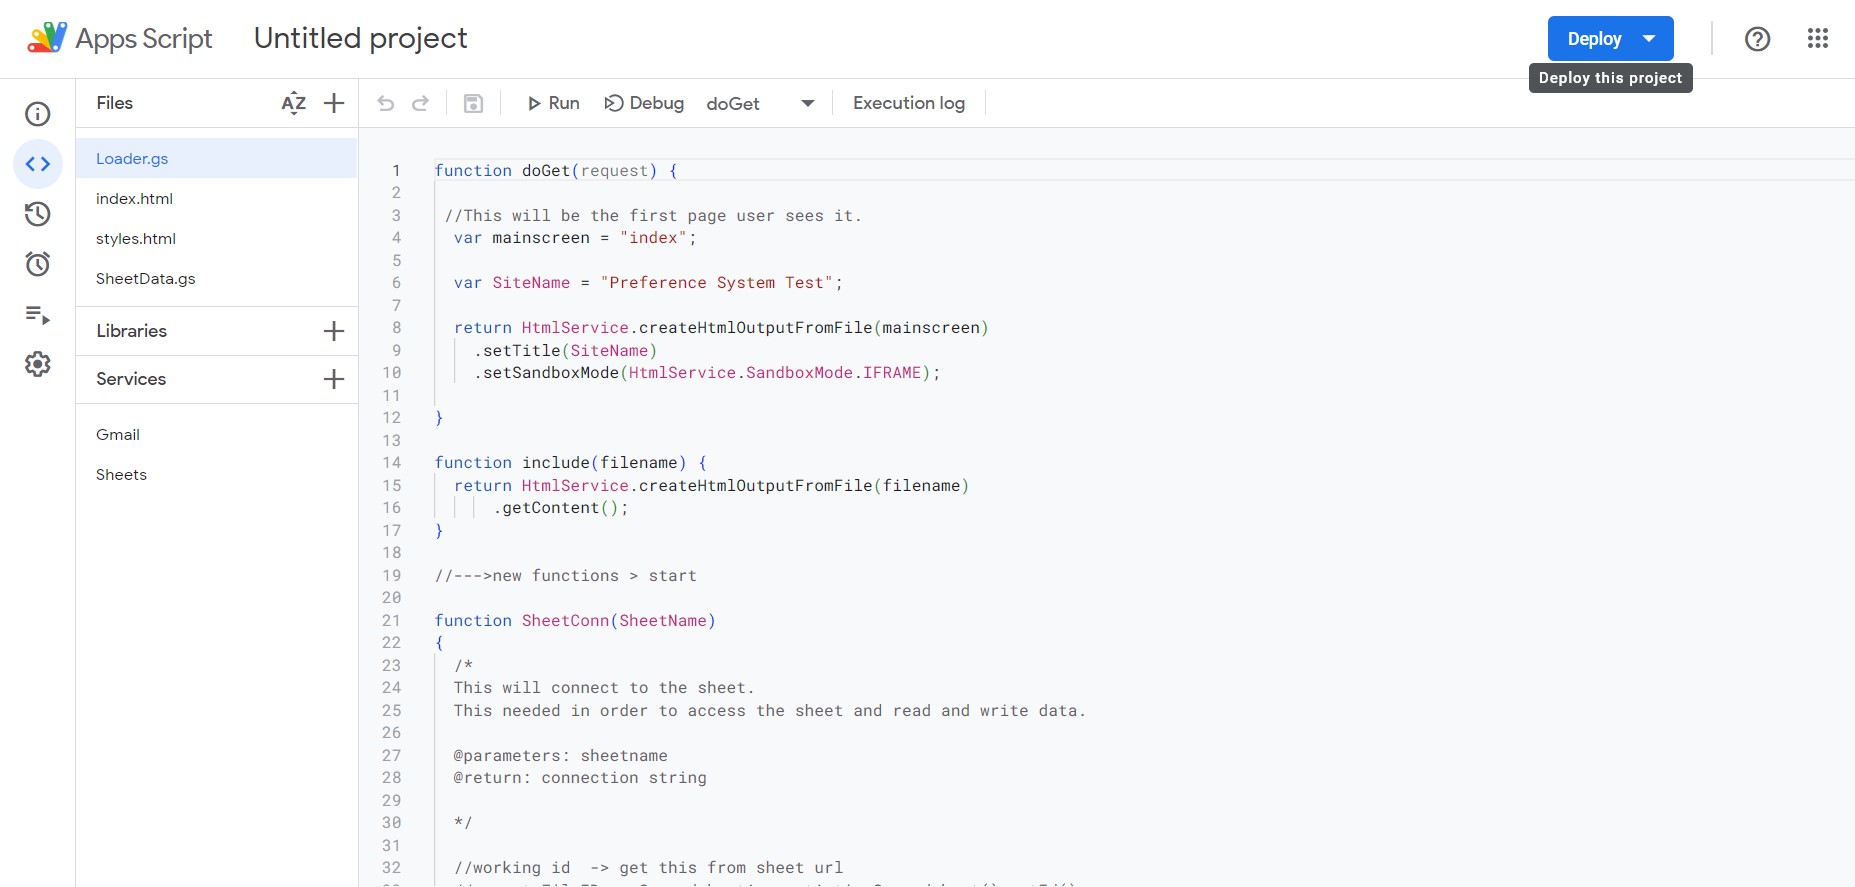 Apps Script Untitled project Deploy
Deploy this project
Files AZ
Run Debug doGet Execution log
Loader.gs
index.html
styles.html
SheetData.gs
Libraries
Services
Gmail
Sheets
1 function doGet(request) {
2
3 //This will be the first page user sees it.
4 var mainscreen = "index";
5
6 var SiteName = "Preference System Test";
7
8 return HtmlService.createHtmlOutputFromFile(mainscreen)
9 .setTitle(SiteName)
10 .setSandboxMode(HtmlService.SandboxMode.IFRAME);
11
12 }
13
14 function include(filename) {
15 return HtmlService.createHtmlOutputFromFile(filename)
16 .getContent();
17 }
18
19 //--->new functions > start
20
21 function SheetConn(SheetName)
22 {
23 /*
24 This will connect to the sheet.
25 This needed in order to access the sheet and read and write data.
26
27 @parameters: sheetname
28 @return: connection string
29
30 */
31
32 //working id -> get this from sheet url